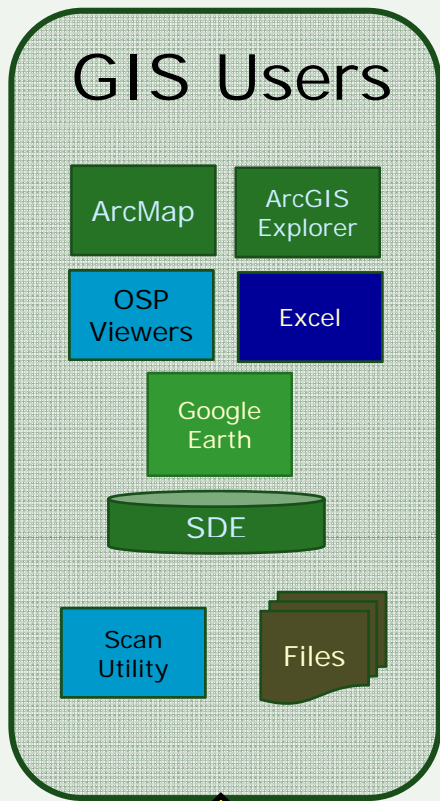 GIS Users
ArcMap
ArcGIS
Explorer
OSP
Viewers
Excel
Google
Earth
SDE
Scan
Utility
Files